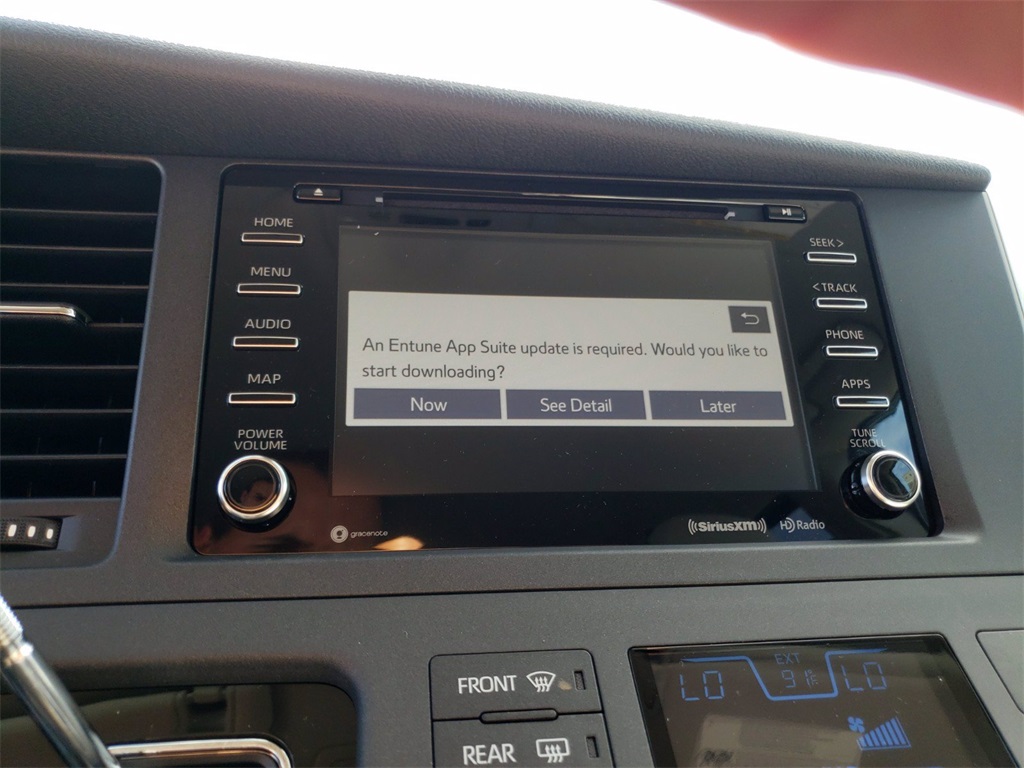 HOME
MENU
AUDIO
MAP
POWER
VOLUME
An Entune App Suite update is required. Would you like to
start downloading?
Now
See Detail
Later
SEEK >
< TRACK
PHONE
APPS
TUNE
SCROLL
gracenote
SiriusXM
HD Radio
FRONT
REAR
LO
EXT
91°F
LO